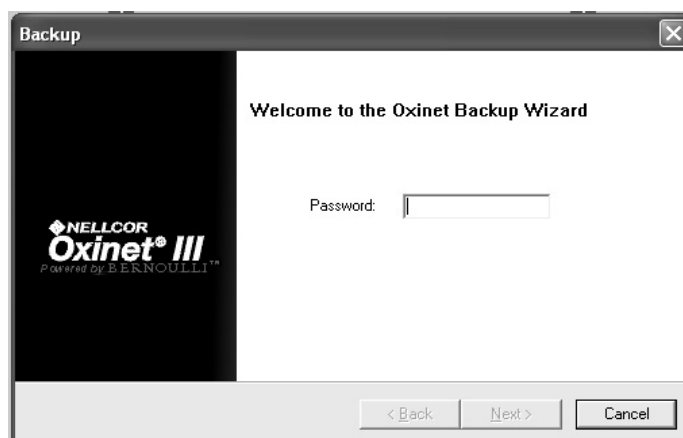 Backup
Welcome to the Oxinet Backup Wizard
Password:
NELLCOR
Oxinet® III
Powered by BERNOULLI™
< Back
Next >
Cancel